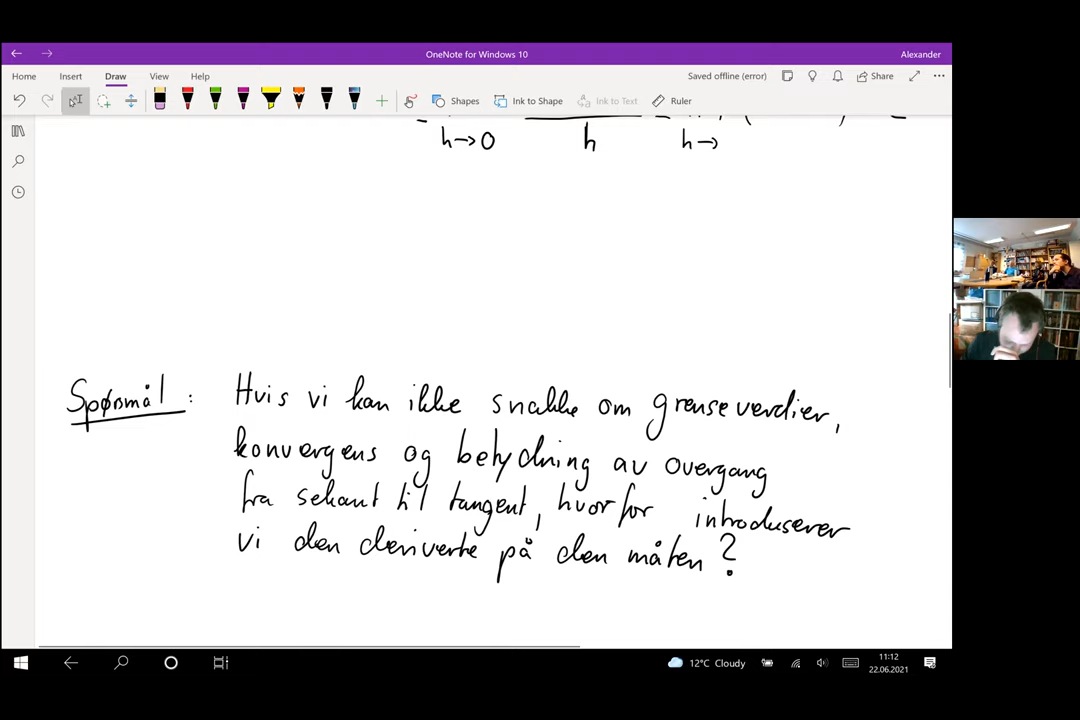 OneNote for Windows 10
Alexander
Home Insert Draw View Help
Saved offline (error)
Share
Shapes
Ink to Shape
Ink to Text
Ruler
h→0 h h→
Spørsmål: Hvis vi kan ikke snakke om grenseverdier,
konvergens og betydning av overgang
fra sekant til tangent, hvorfor introduserer
vi den deriverte på den måten?
12°C Cloudy
11:12
22.06.2021